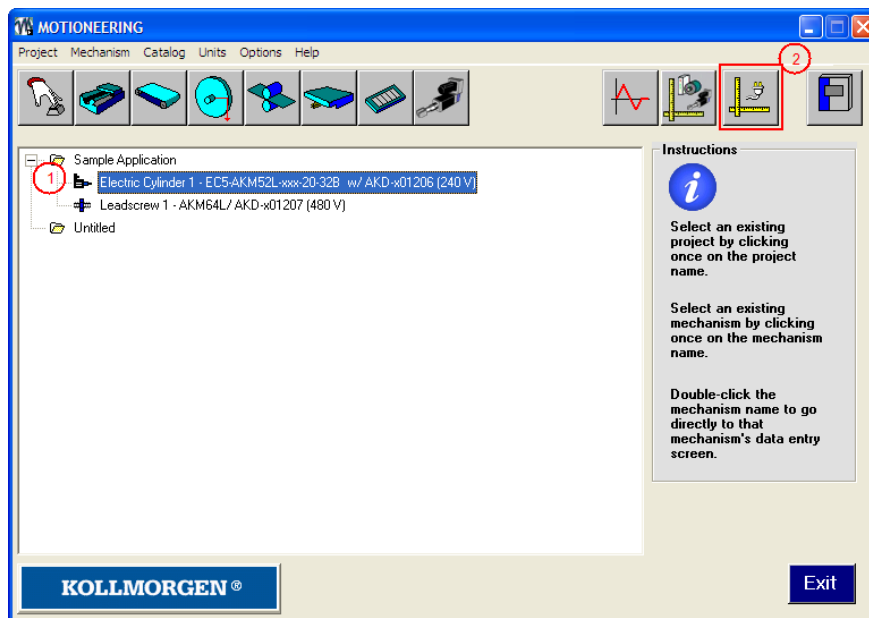 MOTIONEERING
Project Mechanism Catalog Units Options Help
2
Instructions
Sample Application
1
Electric Cylinder 1 - EC5-AKM52L-xxx-20-32B w/ AKD-x01206 (240 V)
Leadscrew 1 - AKM64L/ AKD-x01207 (480 V)
Untitled
i
Select an existing
project by clicking
once on the project
name.
Select an existing
mechanism by clicking
once on the mechanism
name.
Double-click the
mechanism name to go
directly to that
mechanism's data entry
screen.
KOLLMORGEN ®
Exit